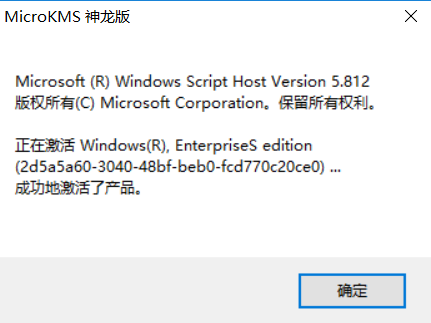 MicroKMS 神龙版
Microsoft (R) Windows Script Host Version 5.812
版权所有(C) Microsoft Corporation。保留所有权利。
正在激活 Windows(R), EnterpriseS edition
(2d5a5a60-3040-48bf-beb0-fcd770c20ce0) ...
成功地激活了产品。
确定